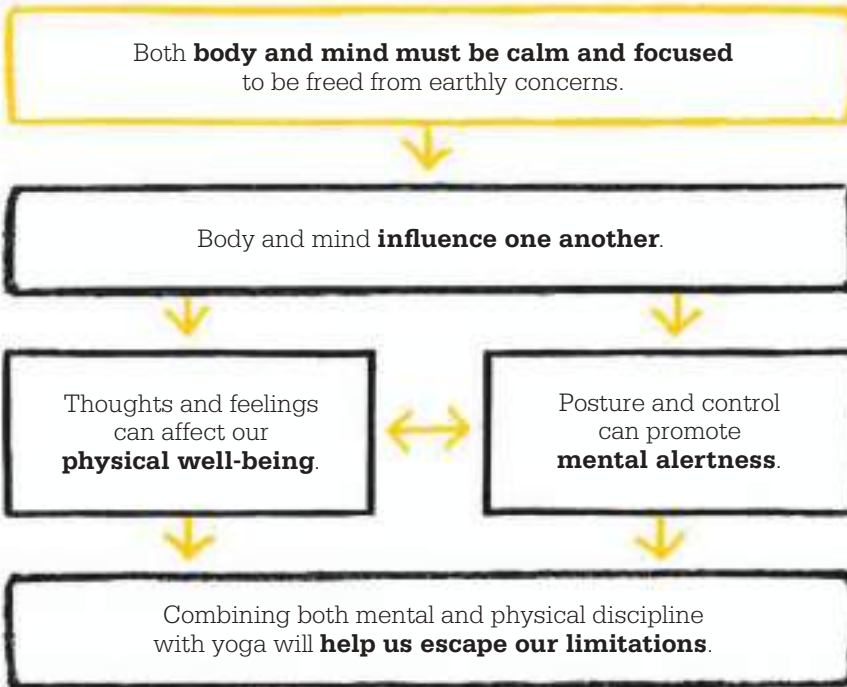 Both body and mind must be calm and focused
to be freed from earthly concerns.
Body and mind influence one another.
Thoughts and feelings
can affect our
physical well-being.
Posture and control
can promote
mental alertness.
Combining both mental and physical discipline
with yoga will help us escape our limitations.